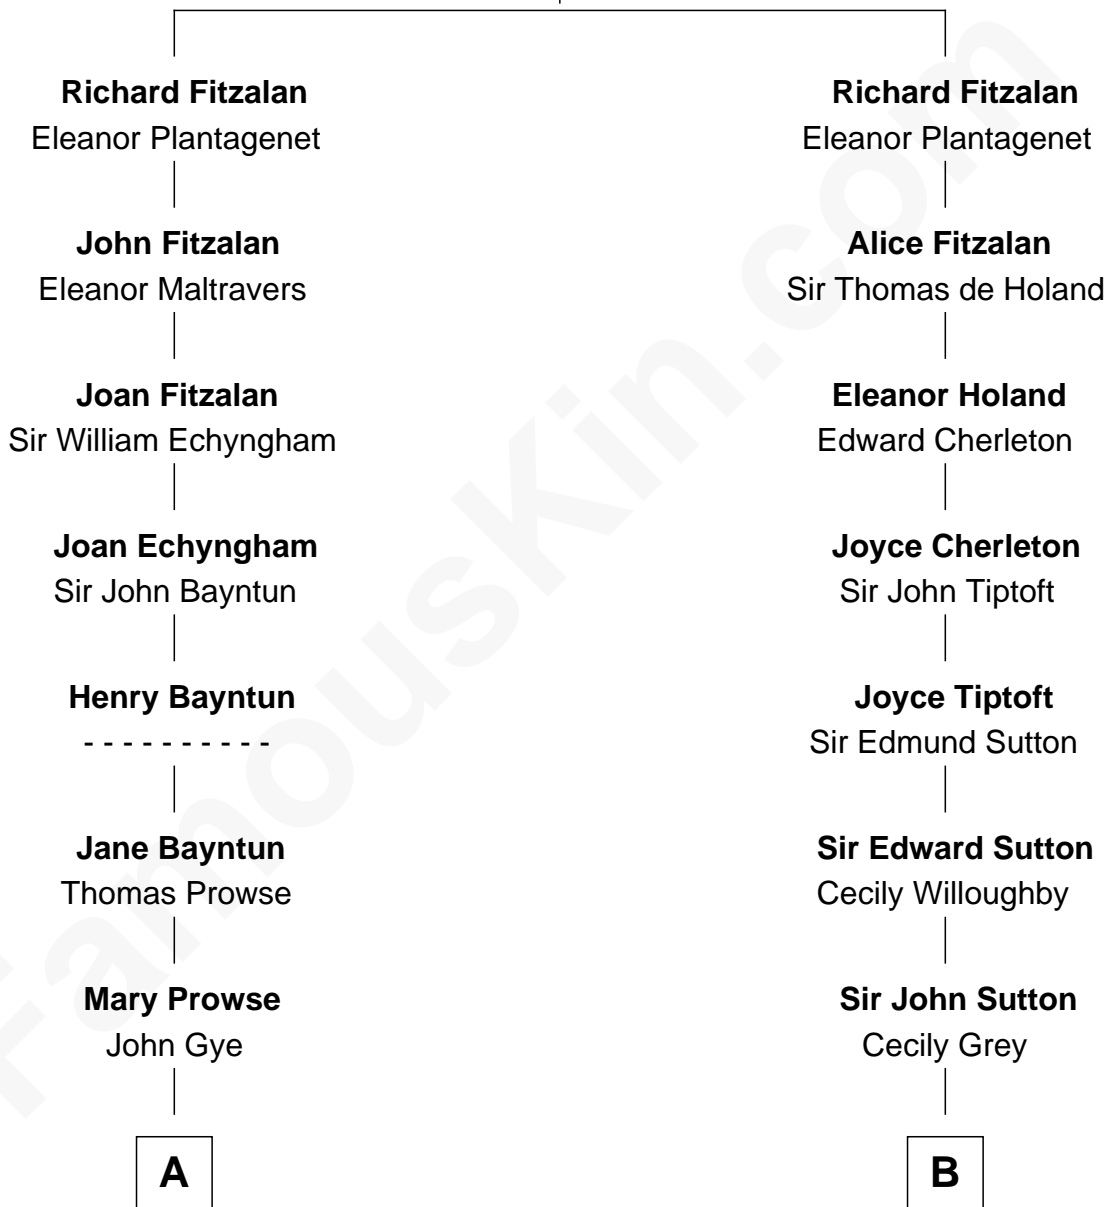 Richard Fitzalan
Eleanor Plantagenet
John Fitzalan
Eleanor Maltravers
Joan Fitzalan
Sir William Echyngham
Joan Echyngham
Sir John Bayntun
Henry Bayntun
- - - - - - - - - -
Jane Bayntun
Thomas Prowse
Mary Prowse
John Gye
A
Richard Fitzalan
Eleanor Plantagenet
Alice Fitzalan
Sir Thomas de Holand
Eleanor Holand
Edward Cherleton
Joyce Cherleton
Sir John Tiptoft
Joyce Tiptoft
Sir Edmund Sutton
Sir Edward Sutton
Cecily Willoughby
Sir John Sutton
Cecily Grey
B
FamousKin.com